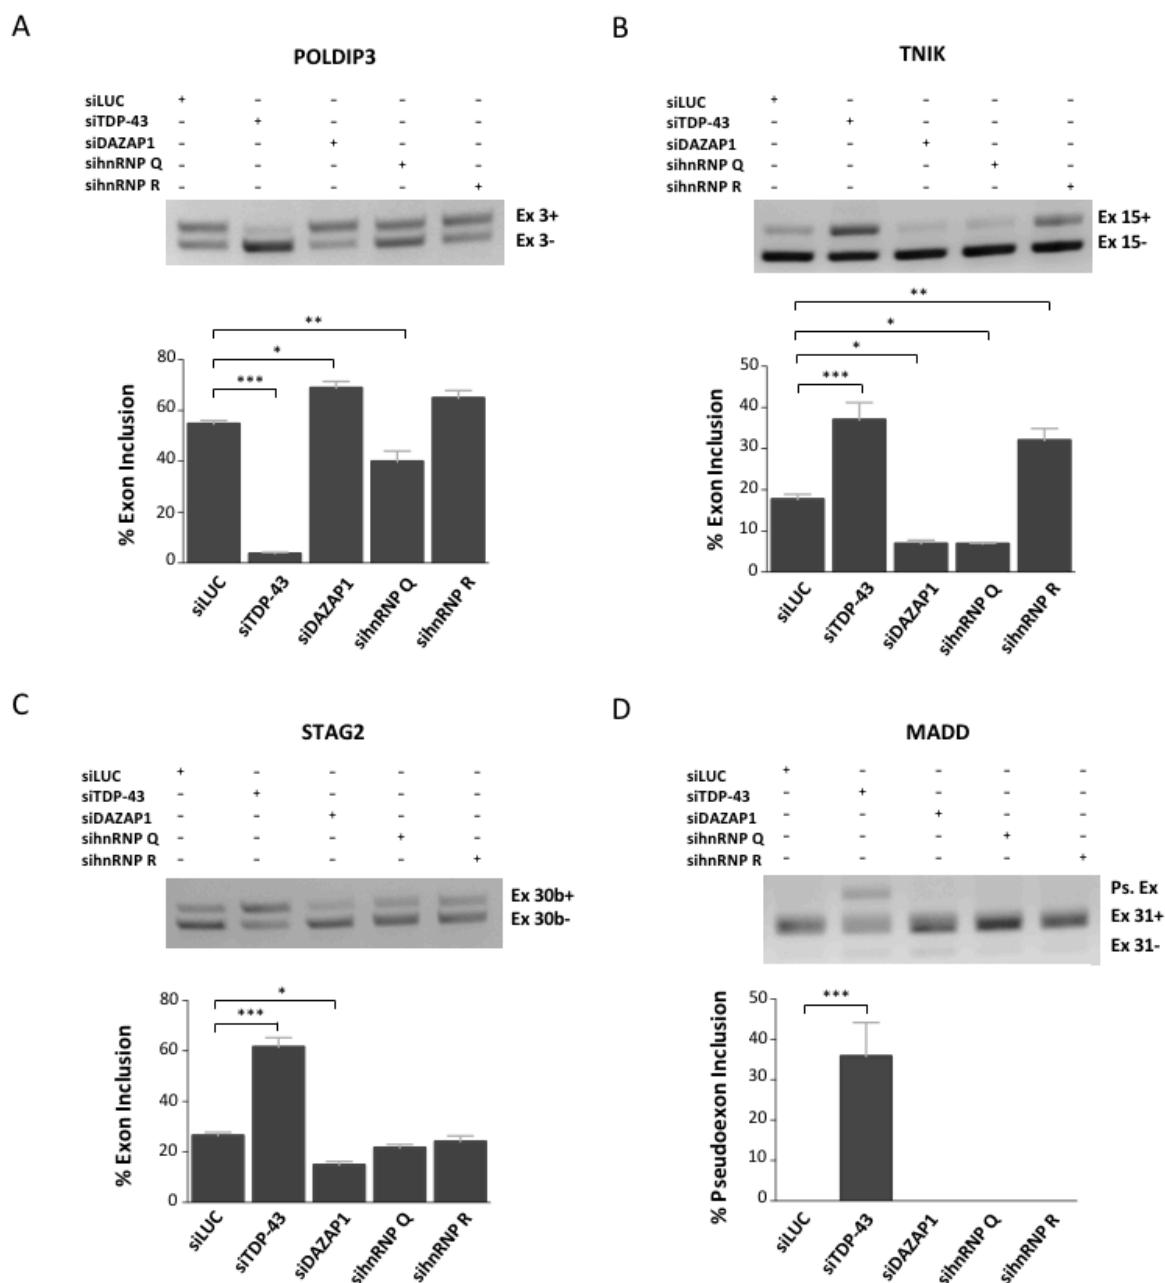 A
POLDIP3
siLUC + – – – –
siTDP-43 – + – – –
siDAZAP1 – – + – –
sihnRNP Q – – – + –
sihnRNP R – – – – +
Ex 3+
Ex 3-
**
*
***
% Exon Inclusion
80
60
40
20
0
siLUC
siTDP-43
siDAZAP1
sihnRNP Q
sihnRNP R
B
TNIK
siLUC + – – – –
siTDP-43 – + – – –
siDAZAP1 – – + – –
sihnRNP Q – – – + –
sihnRNP R – – – – +
Ex 15+
Ex 15-
**
*
*
***
% Exon Inclusion
50
40
30
20
10
0
siLUC
siTDP-43
siDAZAP1
sihnRNP Q
sihnRNP R
C
STAG2
siLUC + – – – –
siTDP-43 – + – – –
siDAZAP1 – – + – –
sihnRNP Q – – – + –
sihnRNP R – – – – +
Ex 30b+
Ex 30b-
*
***
% Exon Inclusion
80
60
40
20
0
siLUC
siTDP-43
siDAZAP1
sihnRNP Q
sihnRNP R
D
MADD
siLUC + – – – –
siTDP-43 – + – – –
siDAZAP1 – – + – –
sihnRNP Q – – – + –
sihnRNP R – – – – +
Ps. Ex
Ex 31+
Ex 31-
***
% Pseudoexon Inclusion
50
40
30
20
10
0
siLUC
siTDP-43
siDAZAP1
sihnRNP Q
sihnRNP R